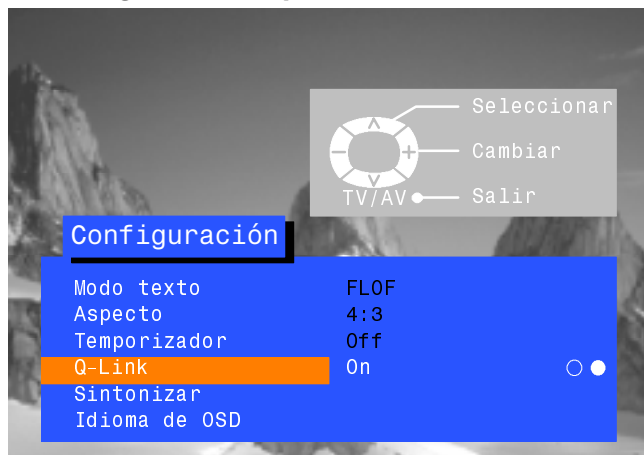 Seleccionar
Cambiar
TV/AV Salir
Configuración
Modo texto FLOF
Aspecto 4:3
Temporizador Off
Q-Link On
Sintonizar
Idioma de OSD